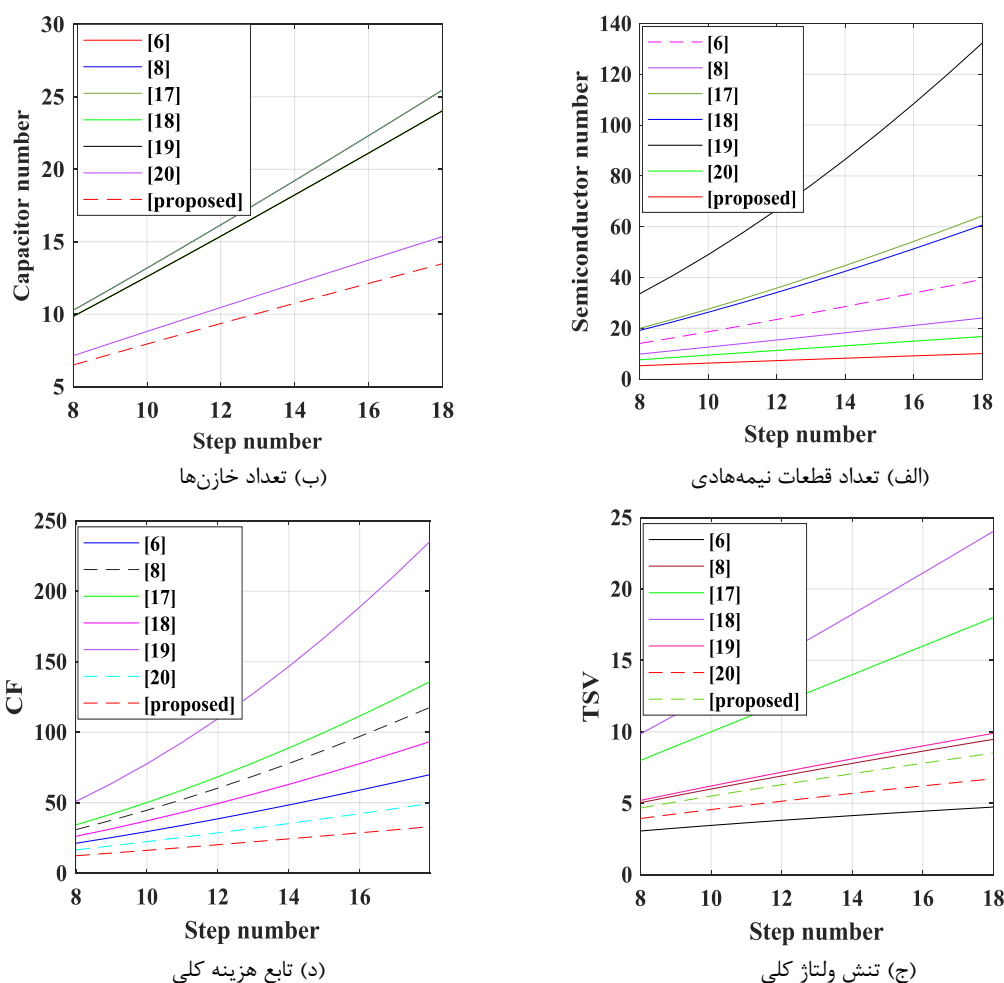 30
25
20
15
10
5
Capacitor number
[6]
[8]
[17]
[18]
[19]
[20]
[proposed]
8 10 12 14 16 18
Step number
(ب) تعداد خازن‌ها
140
120
100
80
60
40
20
0
Semiconductor number
[6]
[8]
[17]
[18]
[19]
[20]
[proposed]
8 10 12 14 16 18
Step number
(الف) تعداد قطعات نیمه‌هادی
250
200
150
100
50
0
CF
[6]
[8]
[17]
[18]
[19]
[20]
[proposed]
8 10 12 14 16
Step number
(د) تابع هزینه کلی
25
20
15
10
5
0
TSV
[6]
[8]
[17]
[18]
[19]
[20]
[proposed]
8 10 12 14 16 18
Step number
(ج) تنش ولتاژ کلی